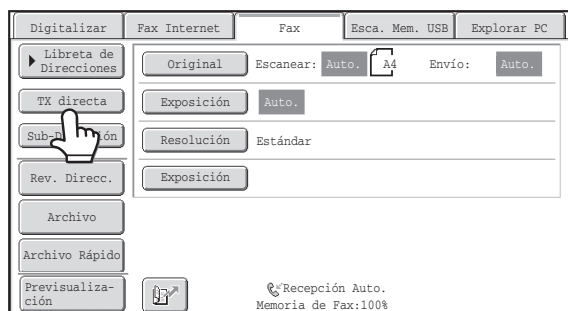 Digitalizar Fax Internet Fax Esca. Mem. USB Explorar PC
Libreta de
Direcciones
Original Escanear: Auto. A4 Envío: Auto.
TX directa
Exposición Auto.
Resolución Estándar
Rev. Direcc.
Exposición
Archivo
Archivo Rápido
Previsualiza-
ción
Recepción Auto.
Memoria de Fax:100%